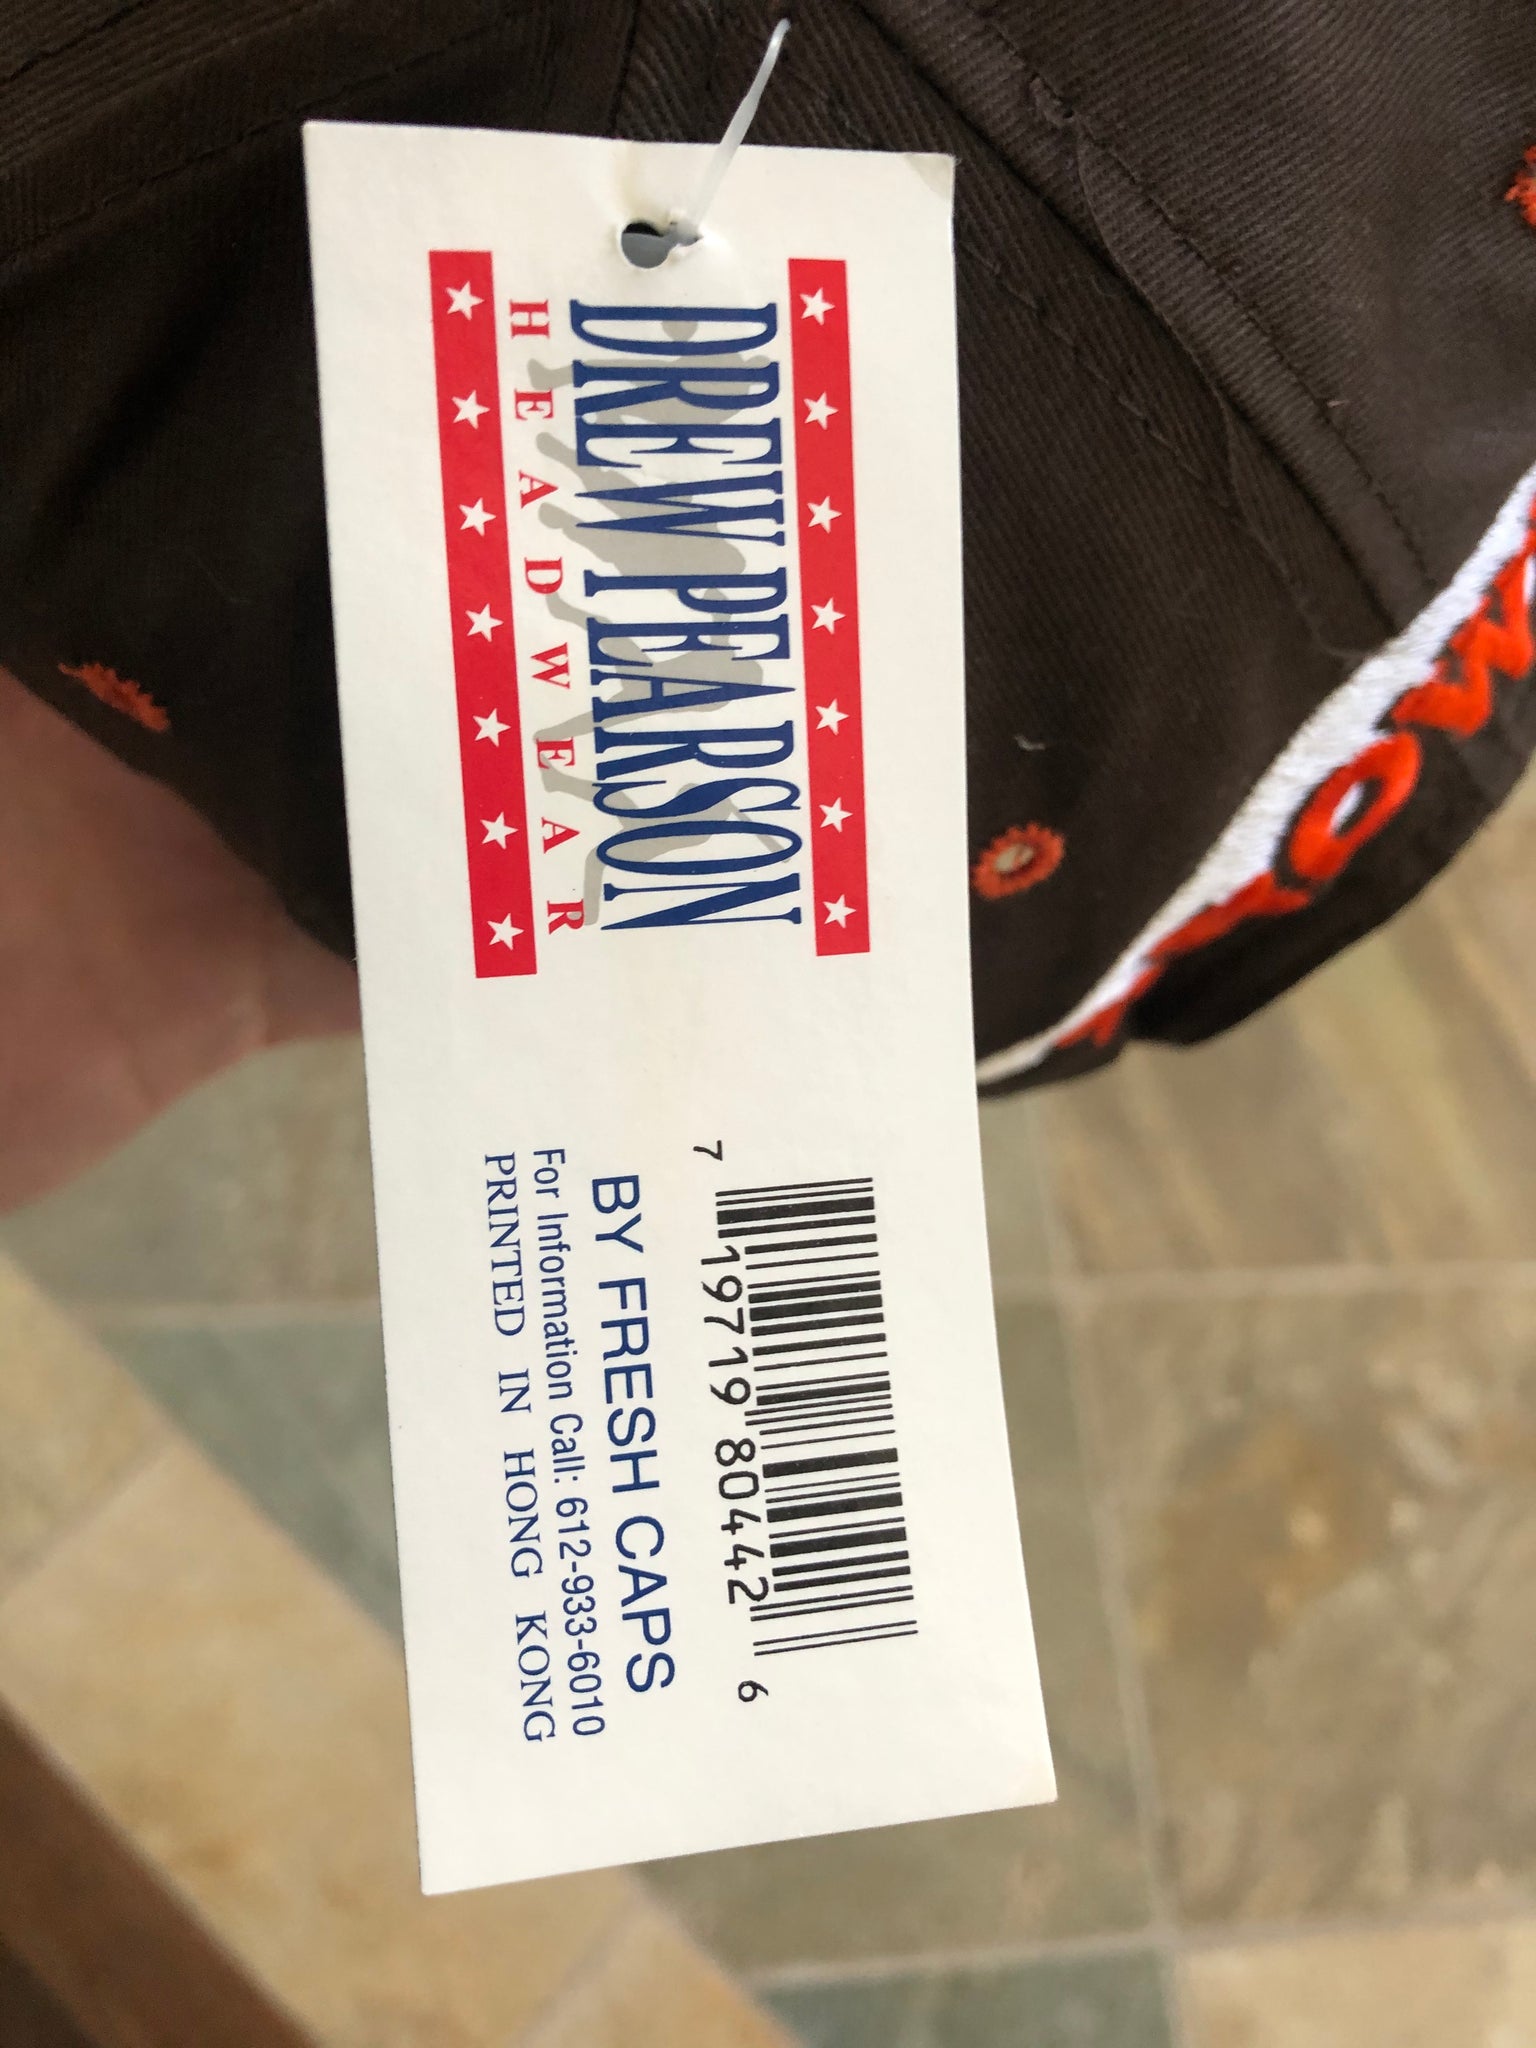 DREW PEARSON
HEADWEAR
7 19719 80442 6
BY FRESH CAPS
For Information Call: 612-933-6010
PRINTED IN HONG KONG